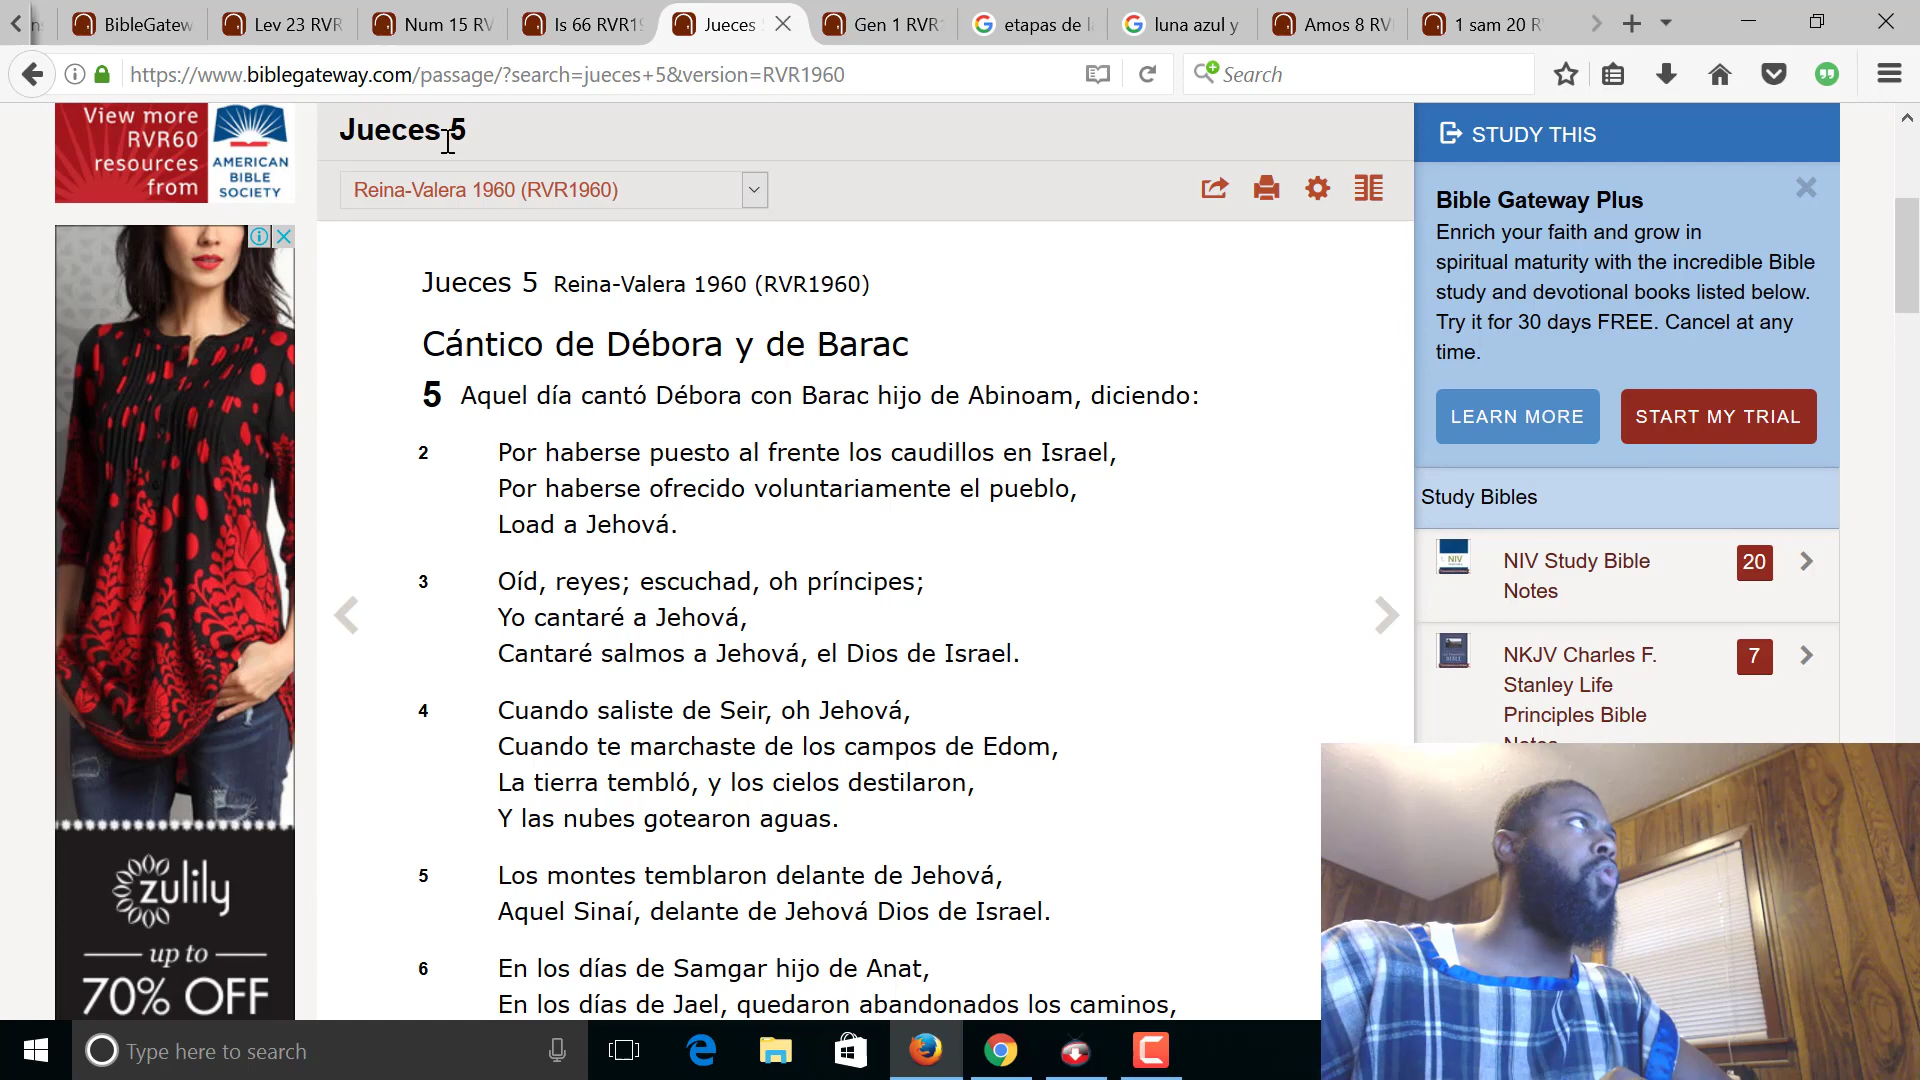 BibleGatew
Lev 23 RVR
Num 15 RV
Is 66 RVR19
Jueces
Gen 1 RVR
etapas de l
luna azul y
Amos 8 RV
1 sam 20 R
https://www.biblegateway.com/passage/?search=jueces+5&version=RVR1960
Search
View more
RVR60
resources
from
AMERICAN
BIBLE
SOCIETY
zulily
up to
70% OFF
Jueces 5
Reina-Valera 1960 (RVR1960)
Jueces 5 Reina-Valera 1960 (RVR1960)
Cántico de Débora y de Barac
5 Aquel día cantó Débora con Barac hijo de Abinoam, diciendo:
2 Por haberse puesto al frente los caudillos en Israel,
Por haberse ofrecido voluntariamente el pueblo,
Load a Jehová.
3 Oíd, reyes; escuchad, oh príncipes;
Yo cantaré a Jehová,
Cantaré salmos a Jehová, el Dios de Israel.
4 Cuando saliste de Seir, oh Jehová,
Cuando te marchaste de los campos de Edom,
La tierra tembló, y los cielos destilaron,
Y las nubes gotearon aguas.
5 Los montes temblaron delante de Jehová,
Aquel Sinaí, delante de Jehová Dios de Israel.
6 En los días de Samgar hijo de Anat,
En los días de Jael, quedaron abandonados los caminos,
STUDY THIS
Bible Gateway Plus
Enrich your faith and grow in
spiritual maturity with the incredible Bible
study and devotional books listed below.
Try it for 30 days FREE. Cancel at any
time.
LEARN MORE
START MY TRIAL
Study Bibles
NIV
NIV Study Bible
Notes
20
NKJV Charles F.
Stanley Life
Principles Bible
Notes
7
Type here to search